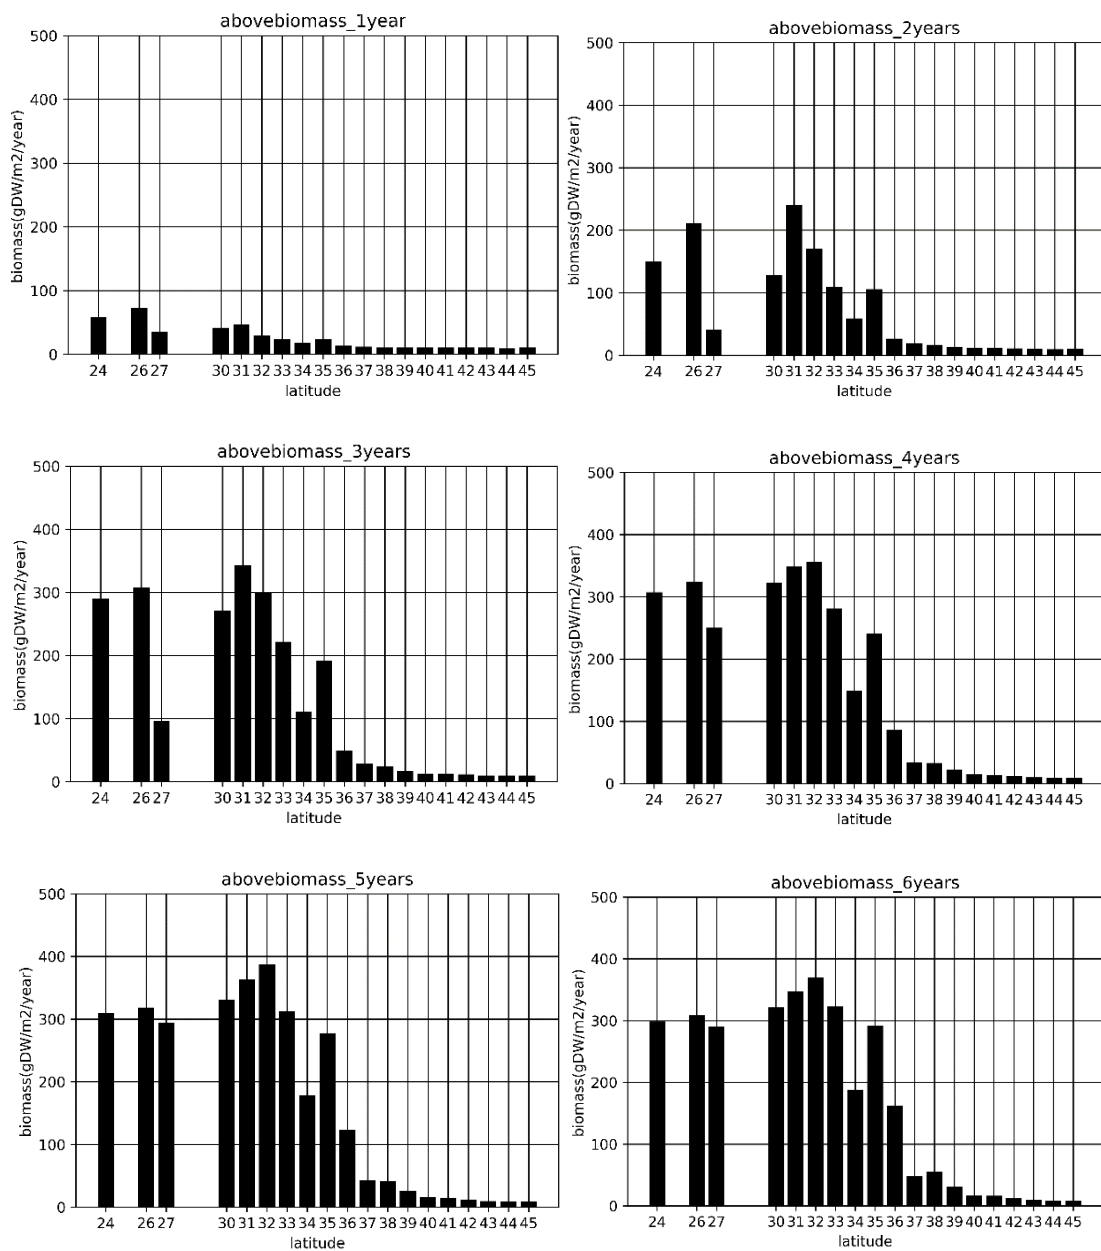 abovebiomass_1year
500
400
300
200
100
0
biomass(gDW/m2/year)
24 26 27 30 31 32 33 34 35 36 37 38 39 40 41 42 43 44 45
latitude
abovebiomass_2years
500
400
300
200
100
0
biomass(gDW/m2/year)
24 26 27 30 31 32 33 34 35 36 37 38 39 40 41 42 43 44 45
latitude
abovebiomass_3years
500
400
300
200
100
0
biomass(gDW/m2/year)
24 26 27 30 31 32 33 34 35 36 37 38 39 40 41 42 43 44 45
latitude
abovebiomass_4years
500
400
300
200
100
0
biomass(gDW/m2/year)
24 26 27 30 31 32 33 34 35 36 37 38 39 40 41 42 43 44 45
latitude
abovebiomass_5years
500
400
300
200
100
0
biomass(gDW/m2/year)
24 26 27 30 31 32 33 34 35 36 37 38 39 40 41 42 43 44 45
latitude
abovebiomass_6years
500
400
300
200
100
0
biomass(gDW/m2/year)
24 26 27 30 31 32 33 34 35 36 37 38 39 40 41 42 43 44 45
latitude